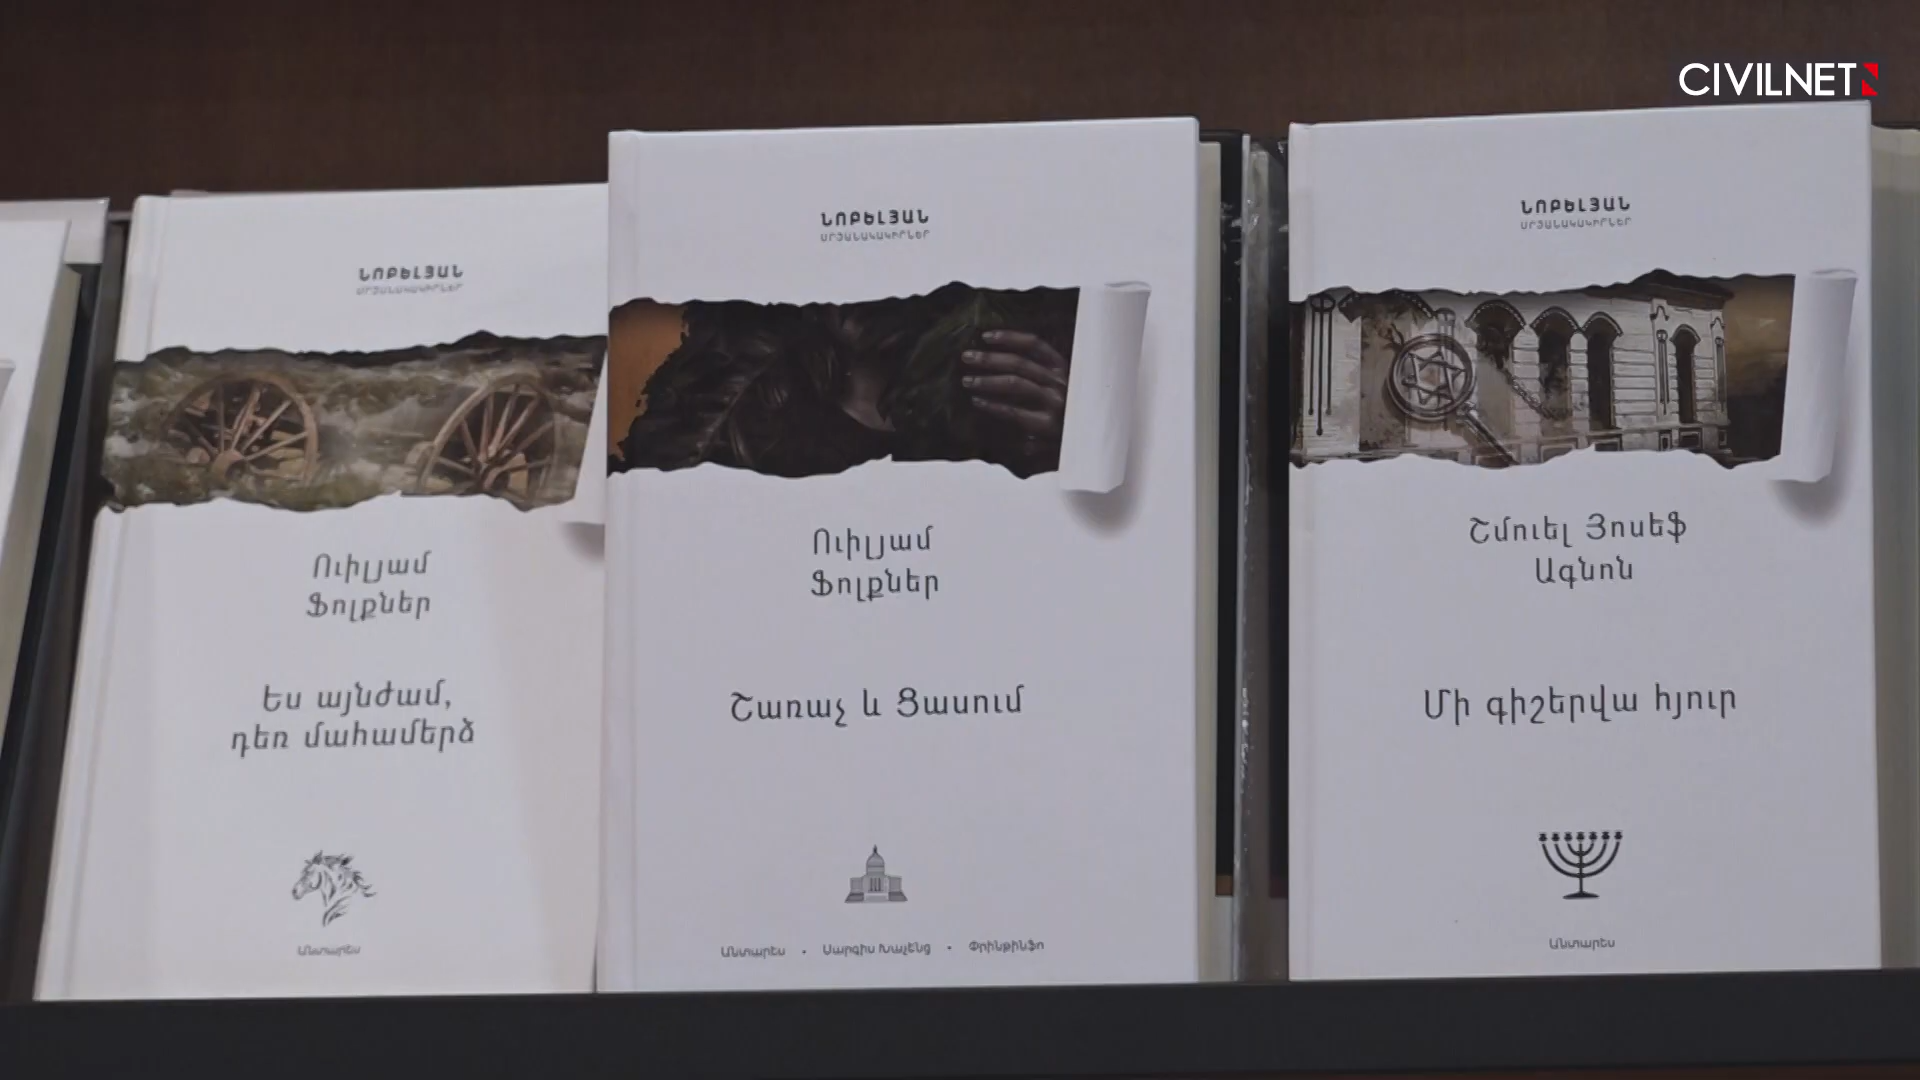 CIVILNET
ՆՈԲԵԼՅԱՆ
ՄՐՑԱՆԱԿԱԿԻՐՆԵՐ
Ուիլյամ
Ֆոլքներ
Ես այնժամ,
դեռ մահամերձ
Անտարես
ՆՈԲԵԼՅԱՆ
ՄՐՑԱՆԱԿԱԿԻՐՆԵՐ
Ուիլյամ
Ֆոլքներ
Շառաչ և Ցասում
Անտարես • Սարգիս Խաչենց • Փրինթինֆո
ՆՈԲԵԼՅԱՆ
ՄՐՑԱՆԱԿԱԿԻՐՆԵՐ
Շմուել Յոսեֆ
Ագնոն
Մի գիշերվա հյուր
Անտարես